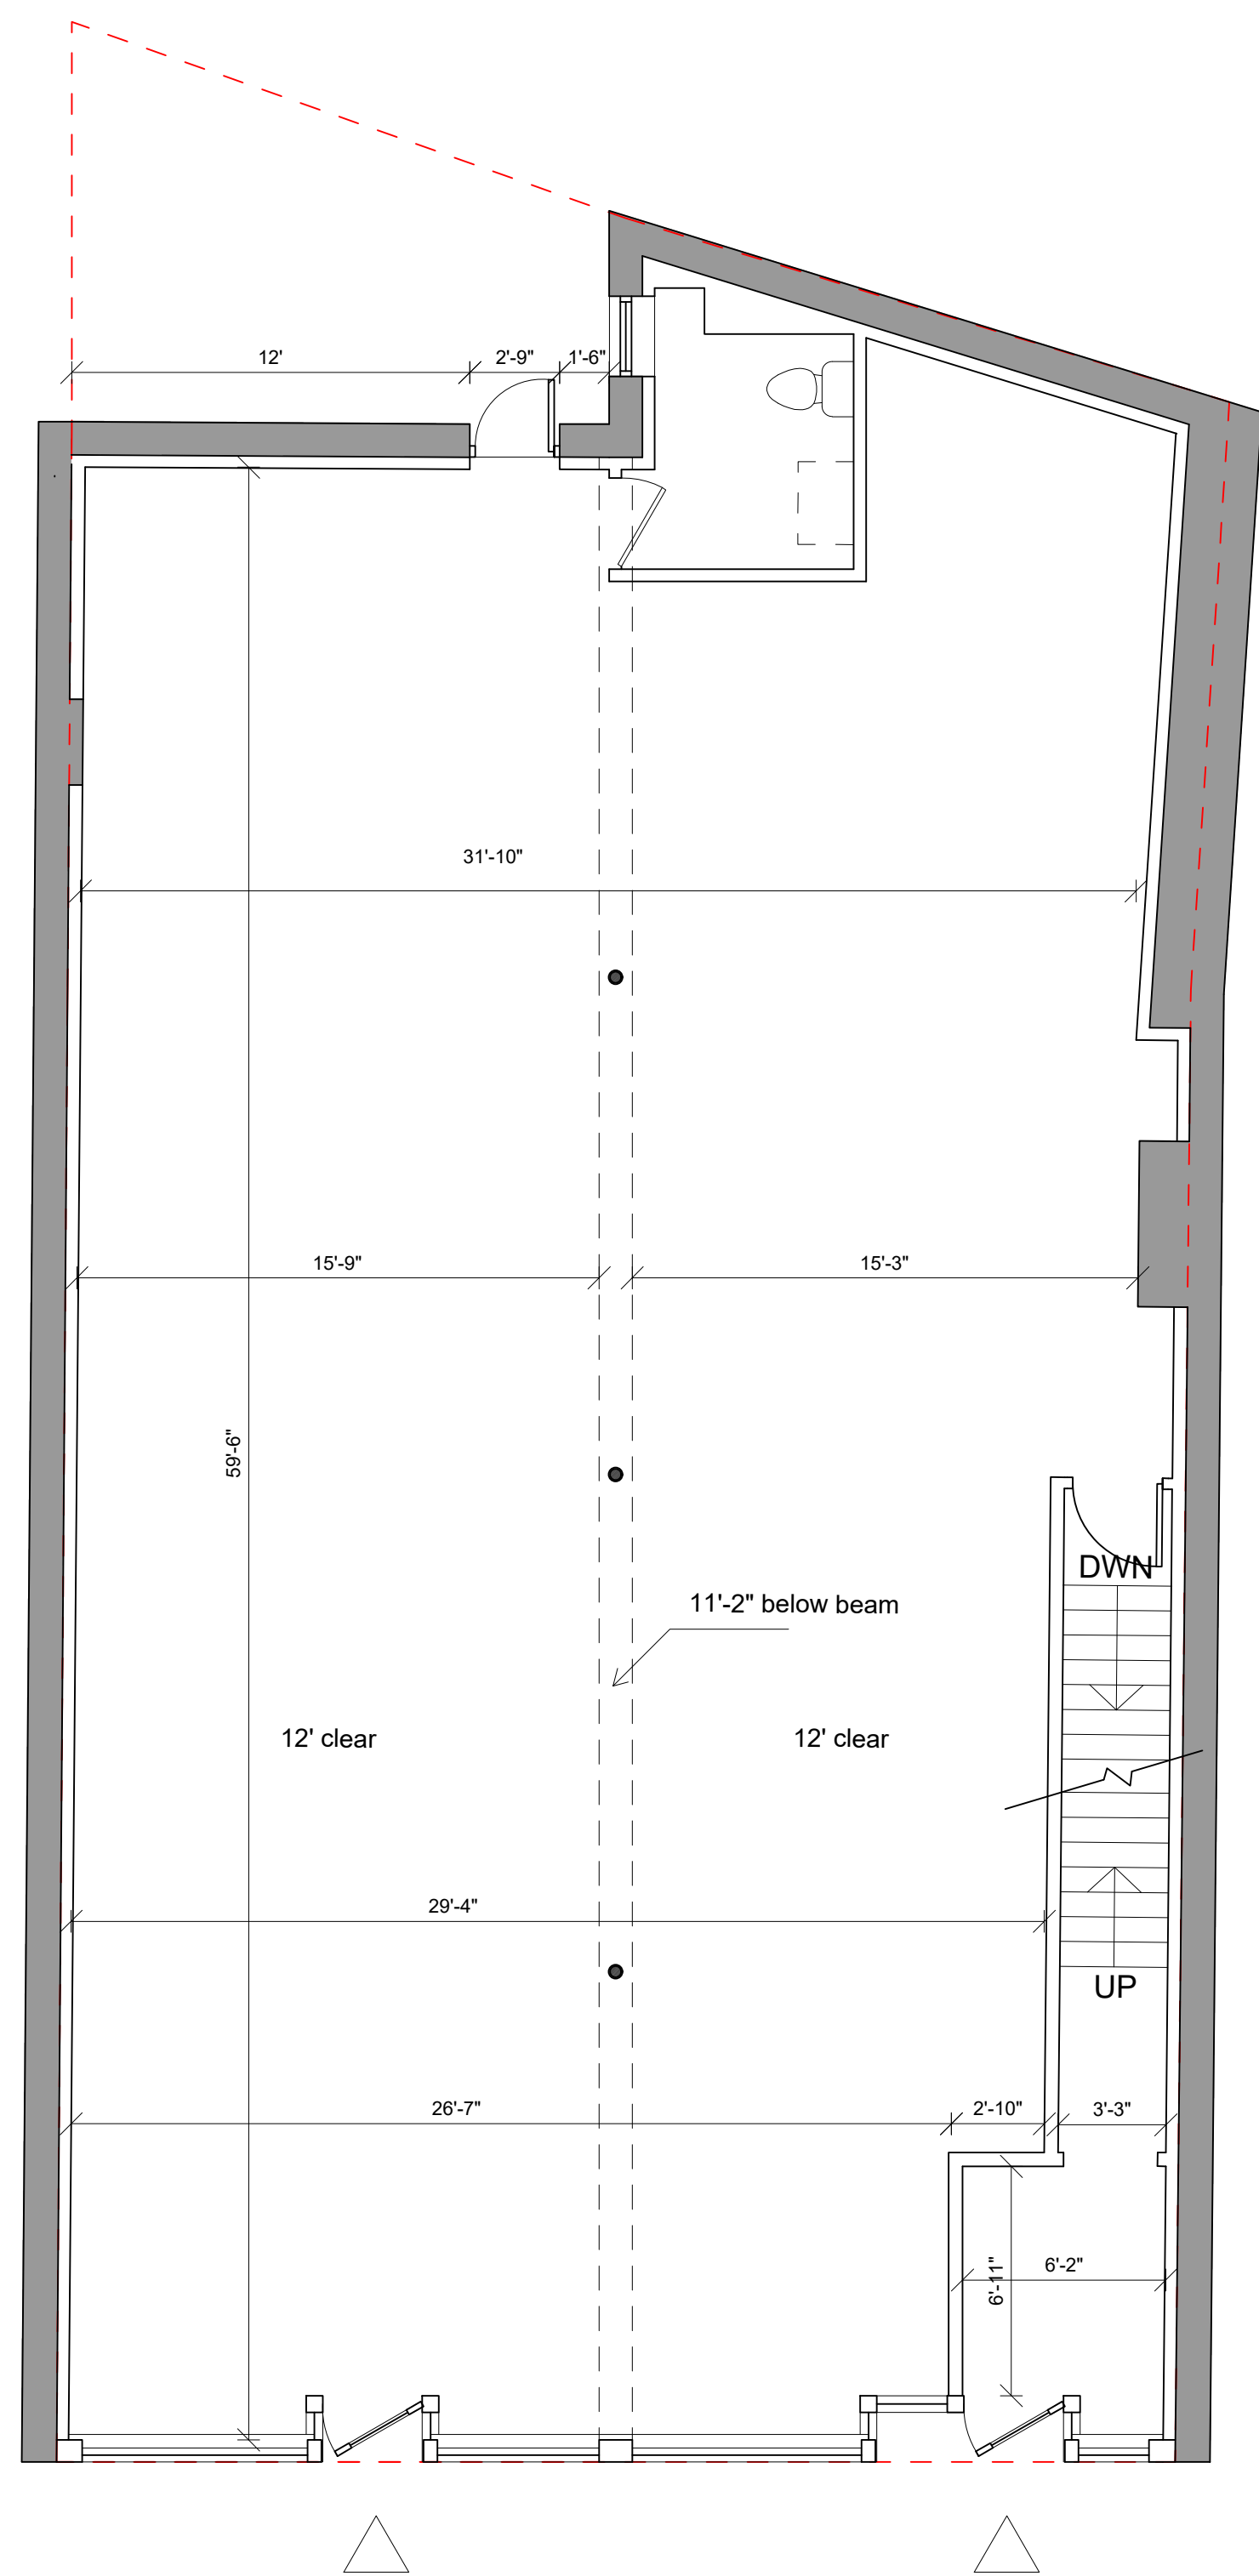 12'
2'-9"
1'-6"
31'-10"
15'-9"
15'-3"
59'-6"
DWN
11'-2" below beam
12' clear
12' clear
29'-4"
UP
26'-7"
2'-10"
3'-3"
6'-11"
6'-2"